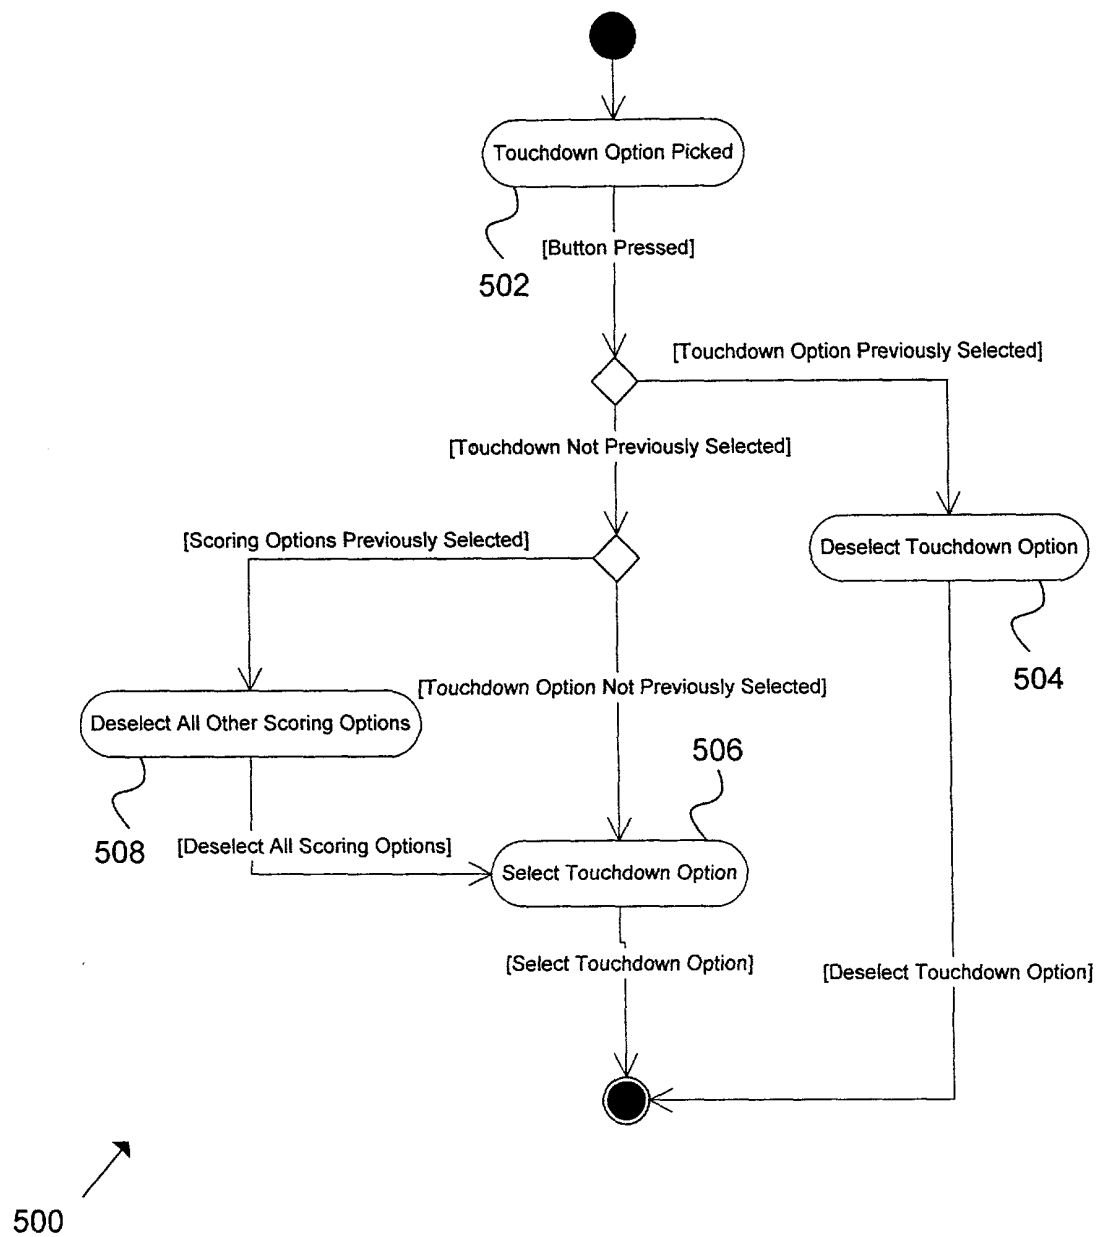 Touchdown Option Picked
[Button Pressed]
502
[Touchdown Option Previously Selected]
[Touchdown Not Previously Selected]
[Scoring Options Previously Selected]
Deselect Touchdown Option
504
[Touchdown Option Not Previously Selected]
Deselect All Other Scoring Options
506
508
[Deselect All Scoring Options]
Select Touchdown Option
[Select Touchdown Option]
[Deselect Touchdown Option]
500